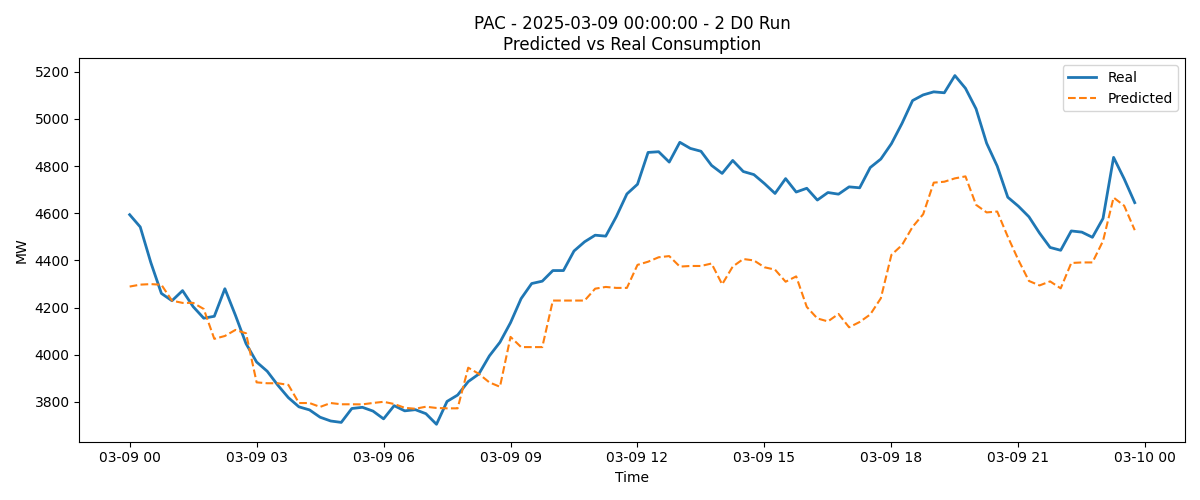 PAC - 2025-03-09 00:00:00 - 2 D0 Run
Predicted vs Real Consumption
Real
Predicted
MW
5200
5000
4800
4600
4400
4200
4000
3800
03-09 00
03-09 03
03-09 06
03-09 09
03-09 12
03-09 15
03-09 18
03-09 21
03-10 00
Time